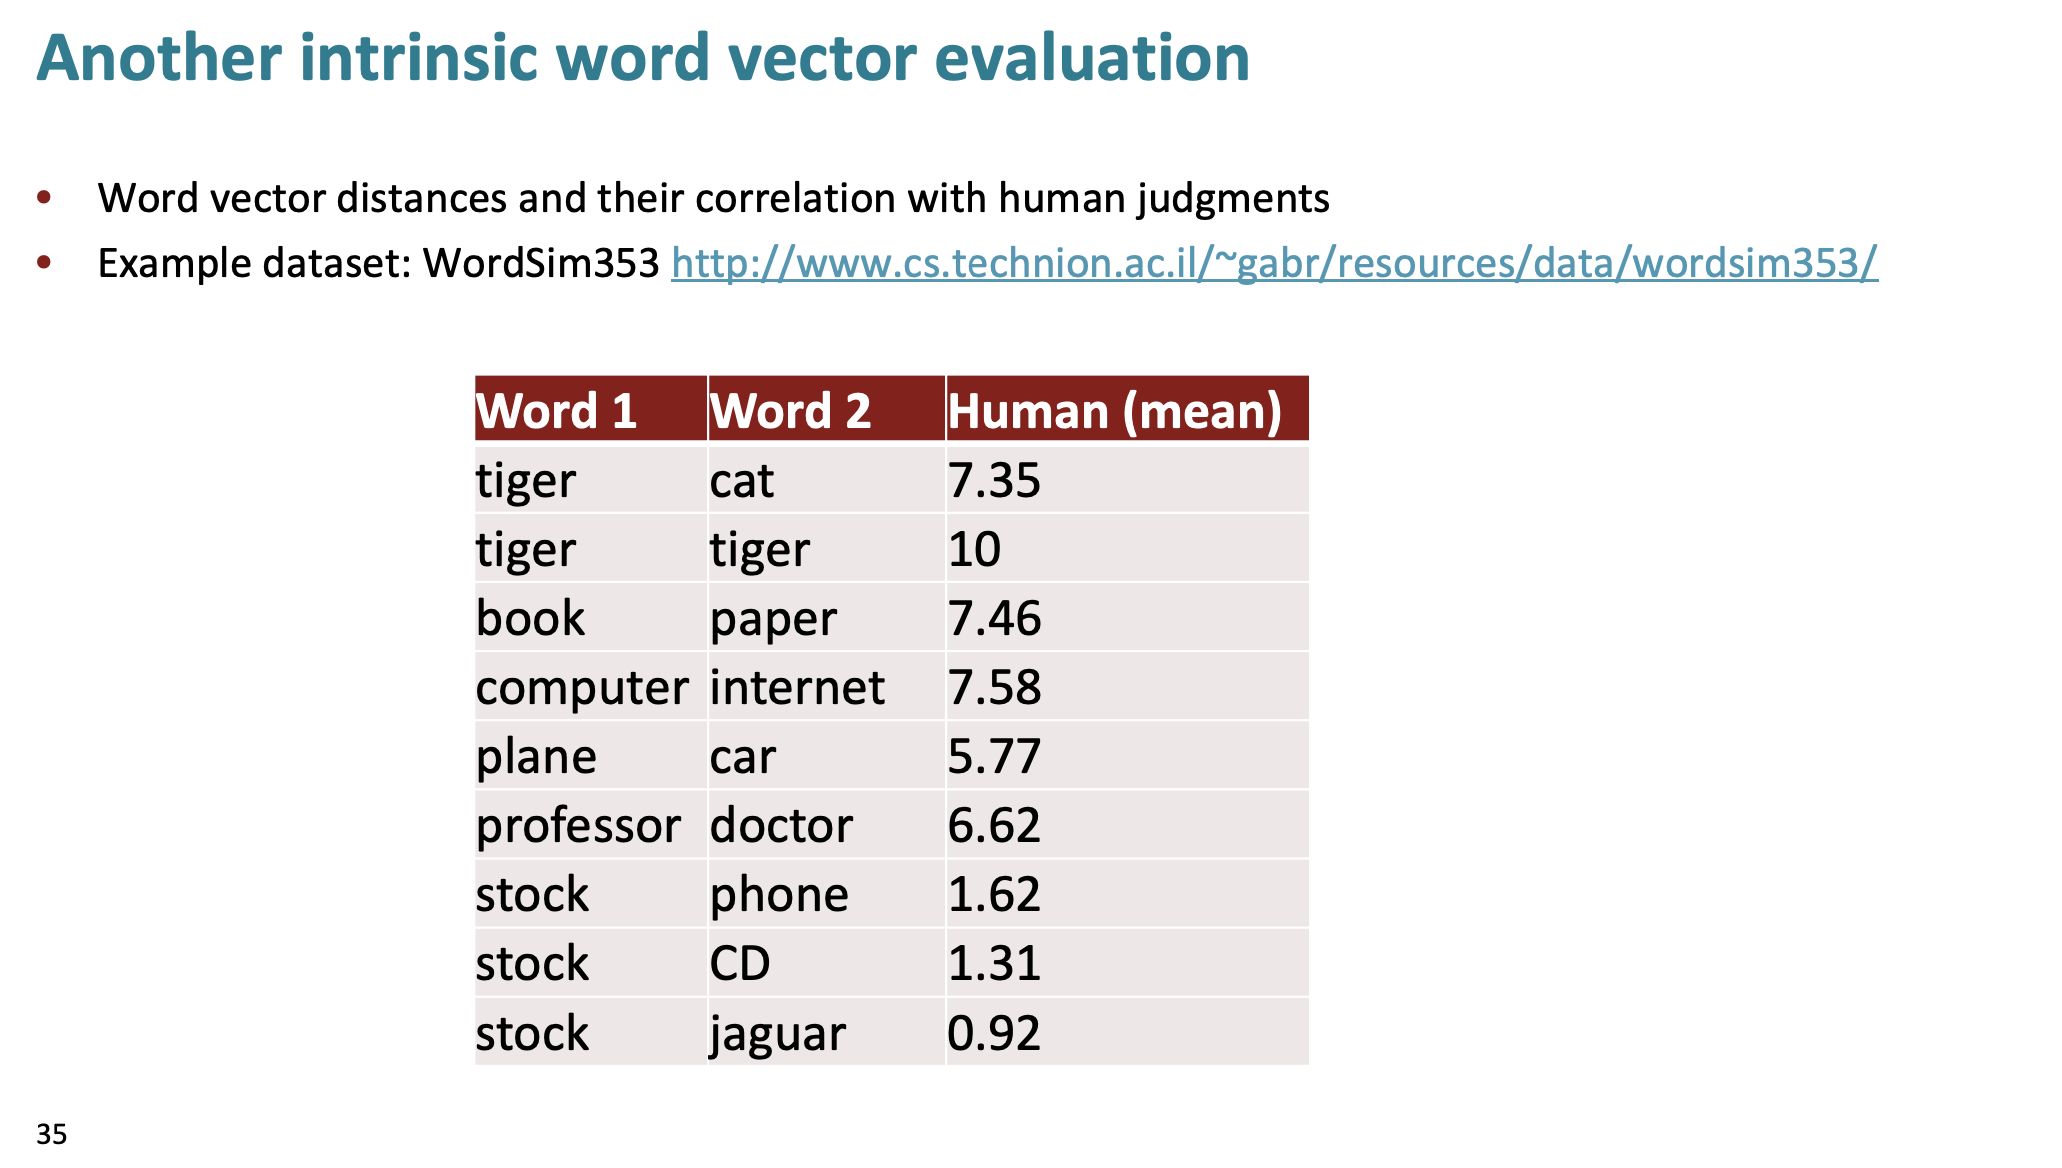 Another intrinsic word vector evaluation
• Word vector distances and their correlation with human judgments
• Example dataset: WordSim353 http://www.cs.technion.ac.il/~gabr/resources/data/wordsim353/
Word 1 Word 2 Human (mean)
tiger cat 7.35
tiger tiger 10
book paper 7.46
computer internet 7.58
plane car 5.77
professor doctor 6.62
stock phone 1.62
stock CD 1.31
stock jaguar 0.92
35